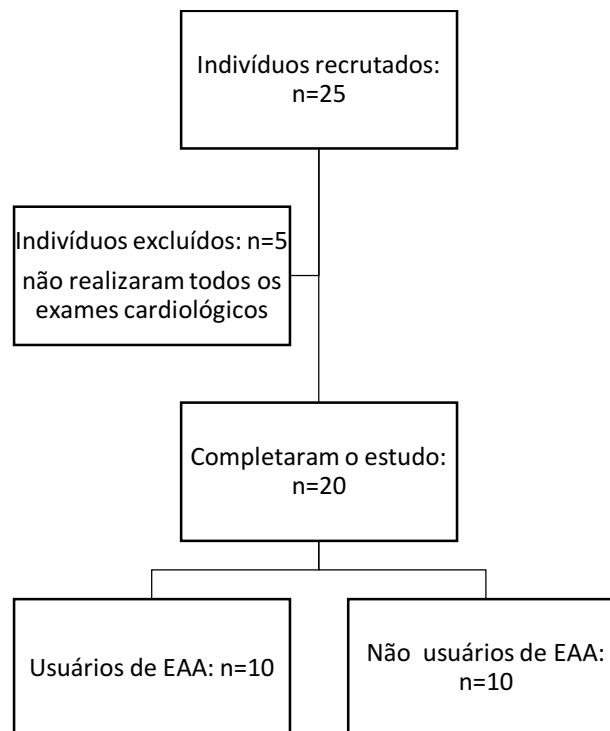 Indivíduos recrutados:
n=25
Indivíduos excluídos: n=5
não realizaram todos os
exames cardiológicos
Completaram o estudo:
n=20
Usuários de EAA: n=10
Não usuários de EAA:
n=10